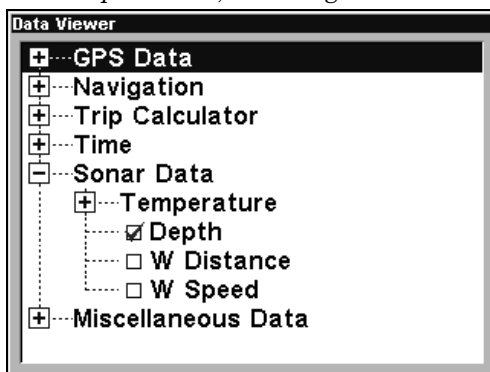 Data Viewer
GPS Data
Navigation
Trip Calculator
Time
Sonar Data
Temperature
Depth
W Distance
W Speed
Miscellaneous Data